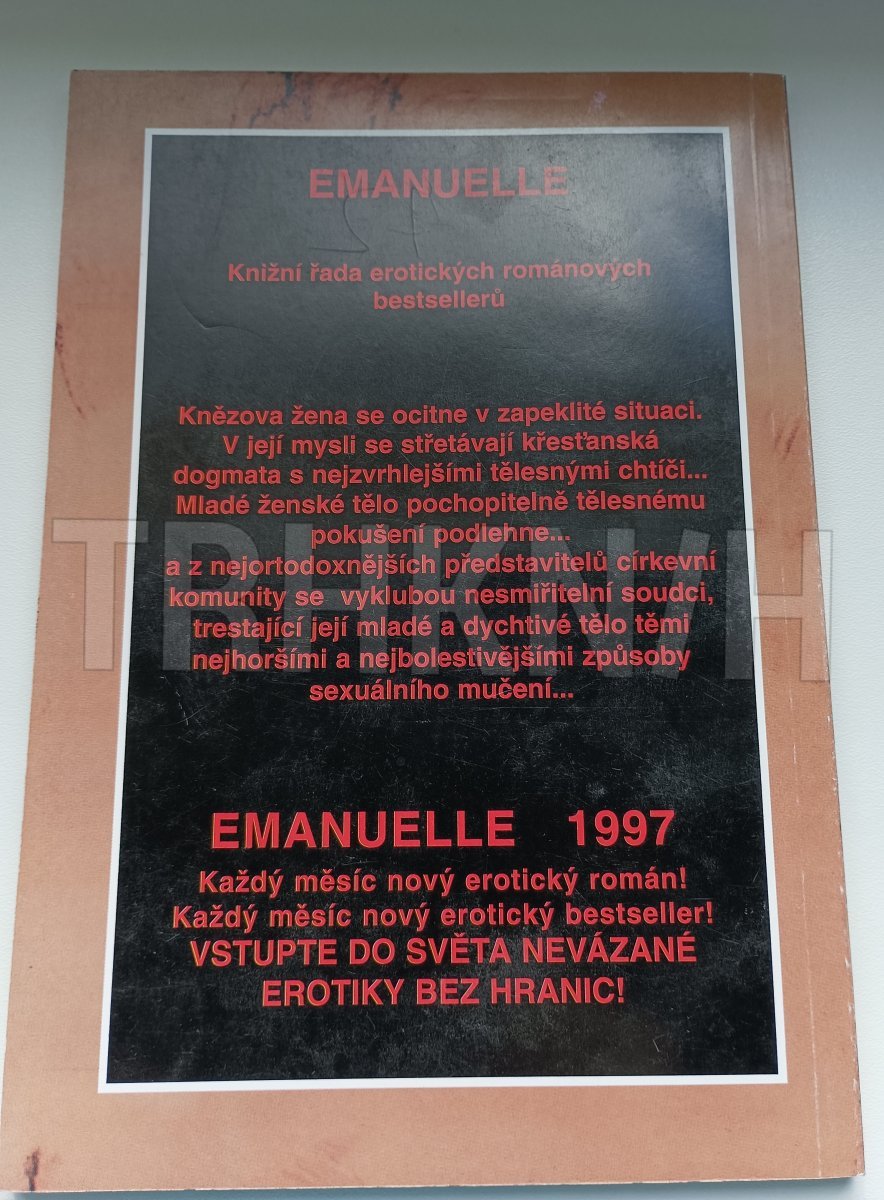 EMANUELLE
Knižní řada erotických románových
bestsellerů
Knězova žena se ocitne v zapeklité situaci.
V její mysli se střetávají křesťanská
dogmata s nejzvrhlejšími tělesnými chtíči...
Mladé ženské tělo pochopitelně tělesnému
pokušení podlehne...
a z nejortodoxnějších představitelů církevní
komunity se vyklubou nesmiřitelní soudci,
trestající její mladé a dychtivé tělo těmi
nejhoršími a nejbolestivějšími způsoby
sexuálního mučení...
TRHKNIH
EMANUELLE 1997
Každý měsíc nový erotický román!
Každý měsíc nový erotický bestseller!
VSTUPTE DO SVĚTA NEVÁZANÉ
EROTIKY BEZ HRANIC!